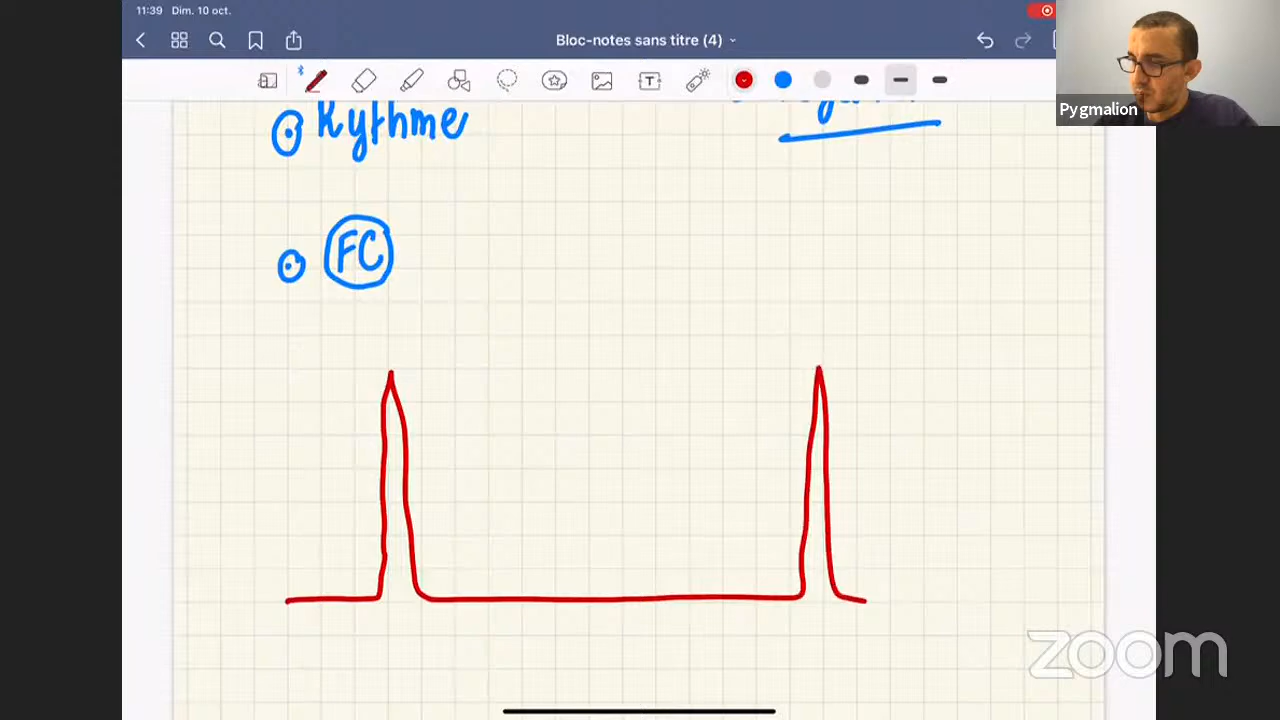 11:39 Dim. 10 oct.
Bloc-notes sans titre (4)
Pygmalion
Rythme
FC
zoom